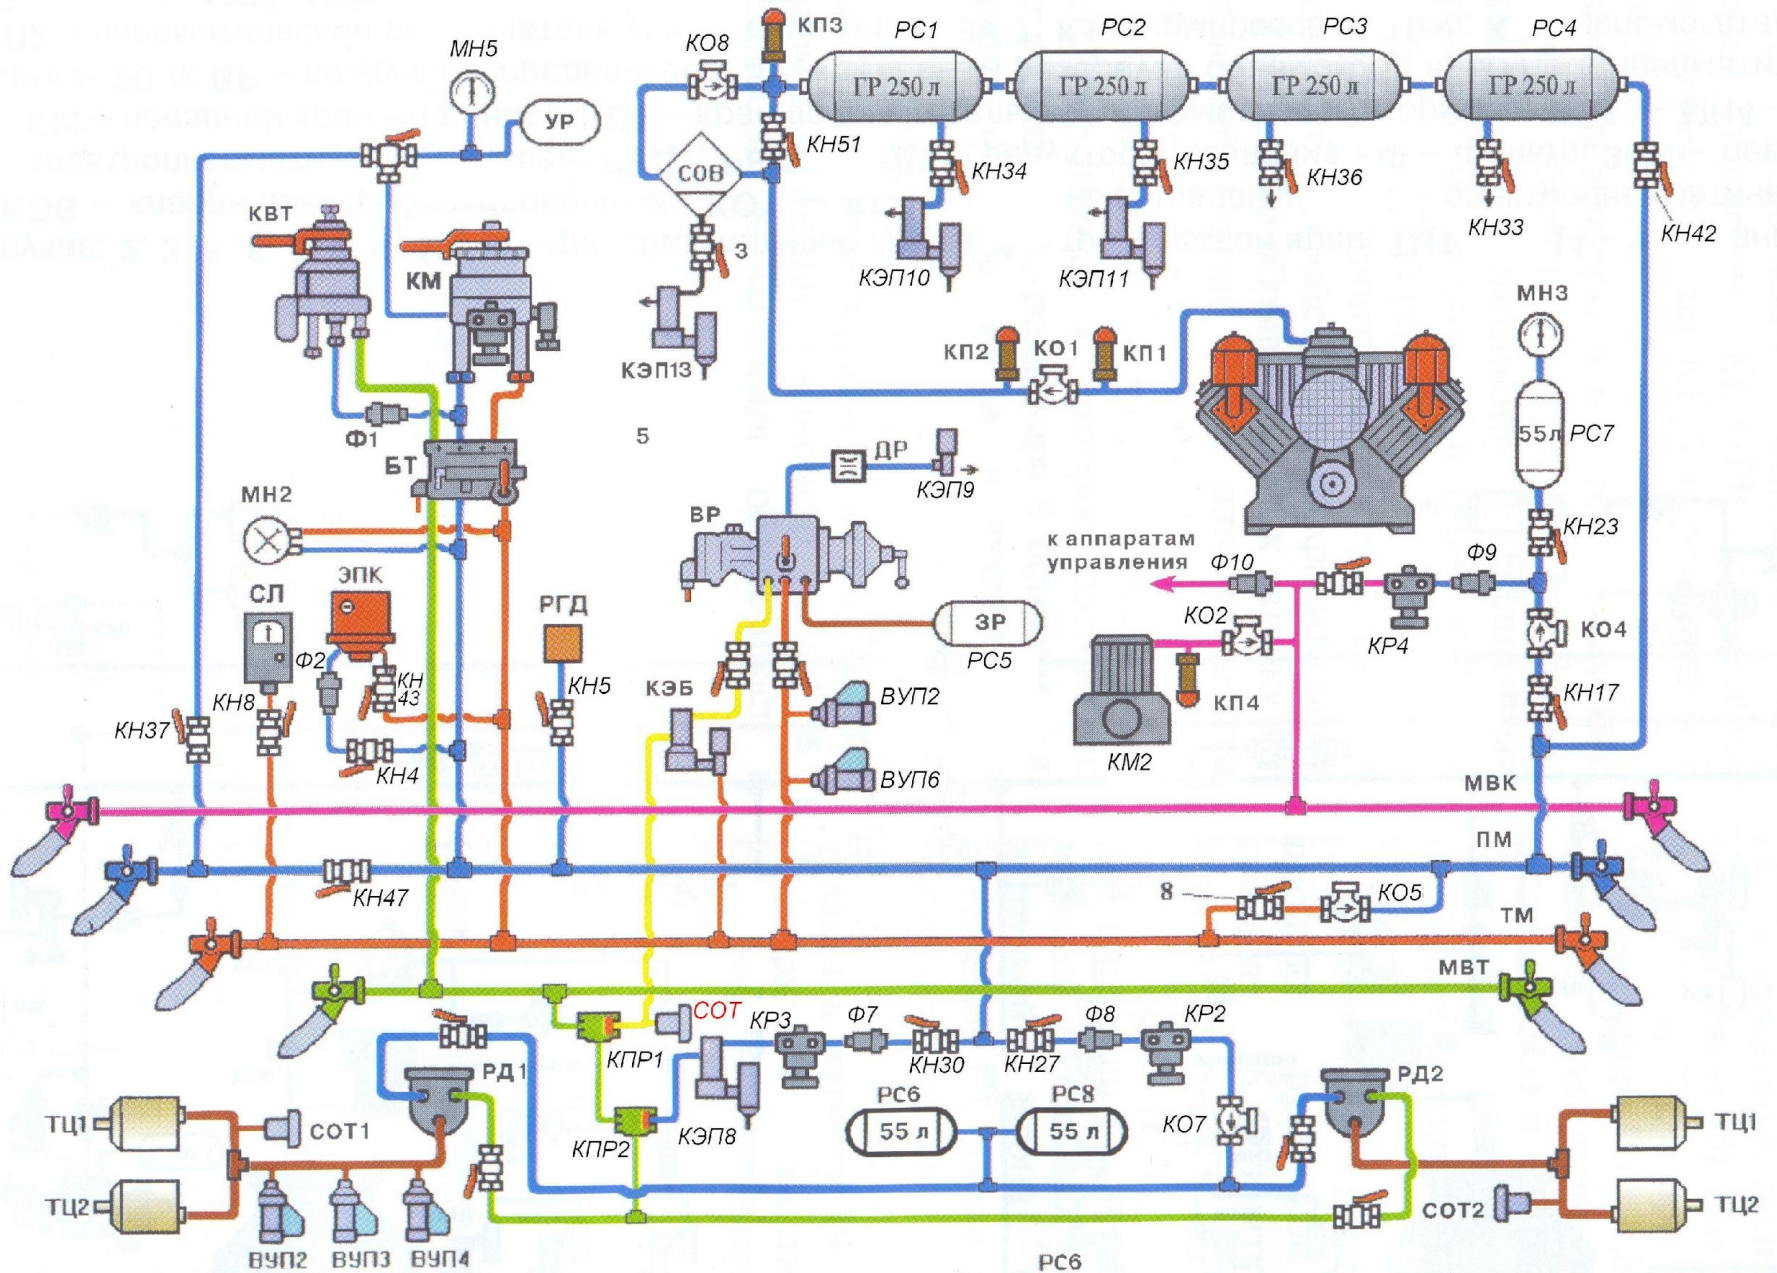 КП3
РС1
РС2
РС3
РС4
МН5
КО8
ГР 250 л
ГР 250 л
ГР 250 л
ГР 250 л
УР
КН51
СОВ
КН34
КН35
КН36
КН33
КН42
КВТ
КМ
3
КЭП10
КЭП11
МН3
КП2
КО1
КП1
КЭП13
Ф1
5
55 л
РС7
БТ
ДР
КЭП9
МН2
ВР
КН23
к аппаратам
управления
Ф10
Ф9
ЭПК
СЛ
РГД
КО2
ЗР
КР4
КО4
РС5
Ф2
КН
43
КН8
КН5
КЭБ
ВУП2
КП4
КН17
КН37
КН4
ВУП6
КМ2
МВК
ПМ
КН47
8
КО5
ТМ
МВТ
СОТ
КР3
Ф7
Ф8
КР2
КПР1
КН30
КН27
РД1
РД2
РС6
РС8
ТЦ1
СОТ1
55 л
55 л
КО7
ТЦ1
КПР2
КЭП8
ТЦ2
СОТ2
ТЦ2
ВУП2
ВУП3
ВУП4
РС6